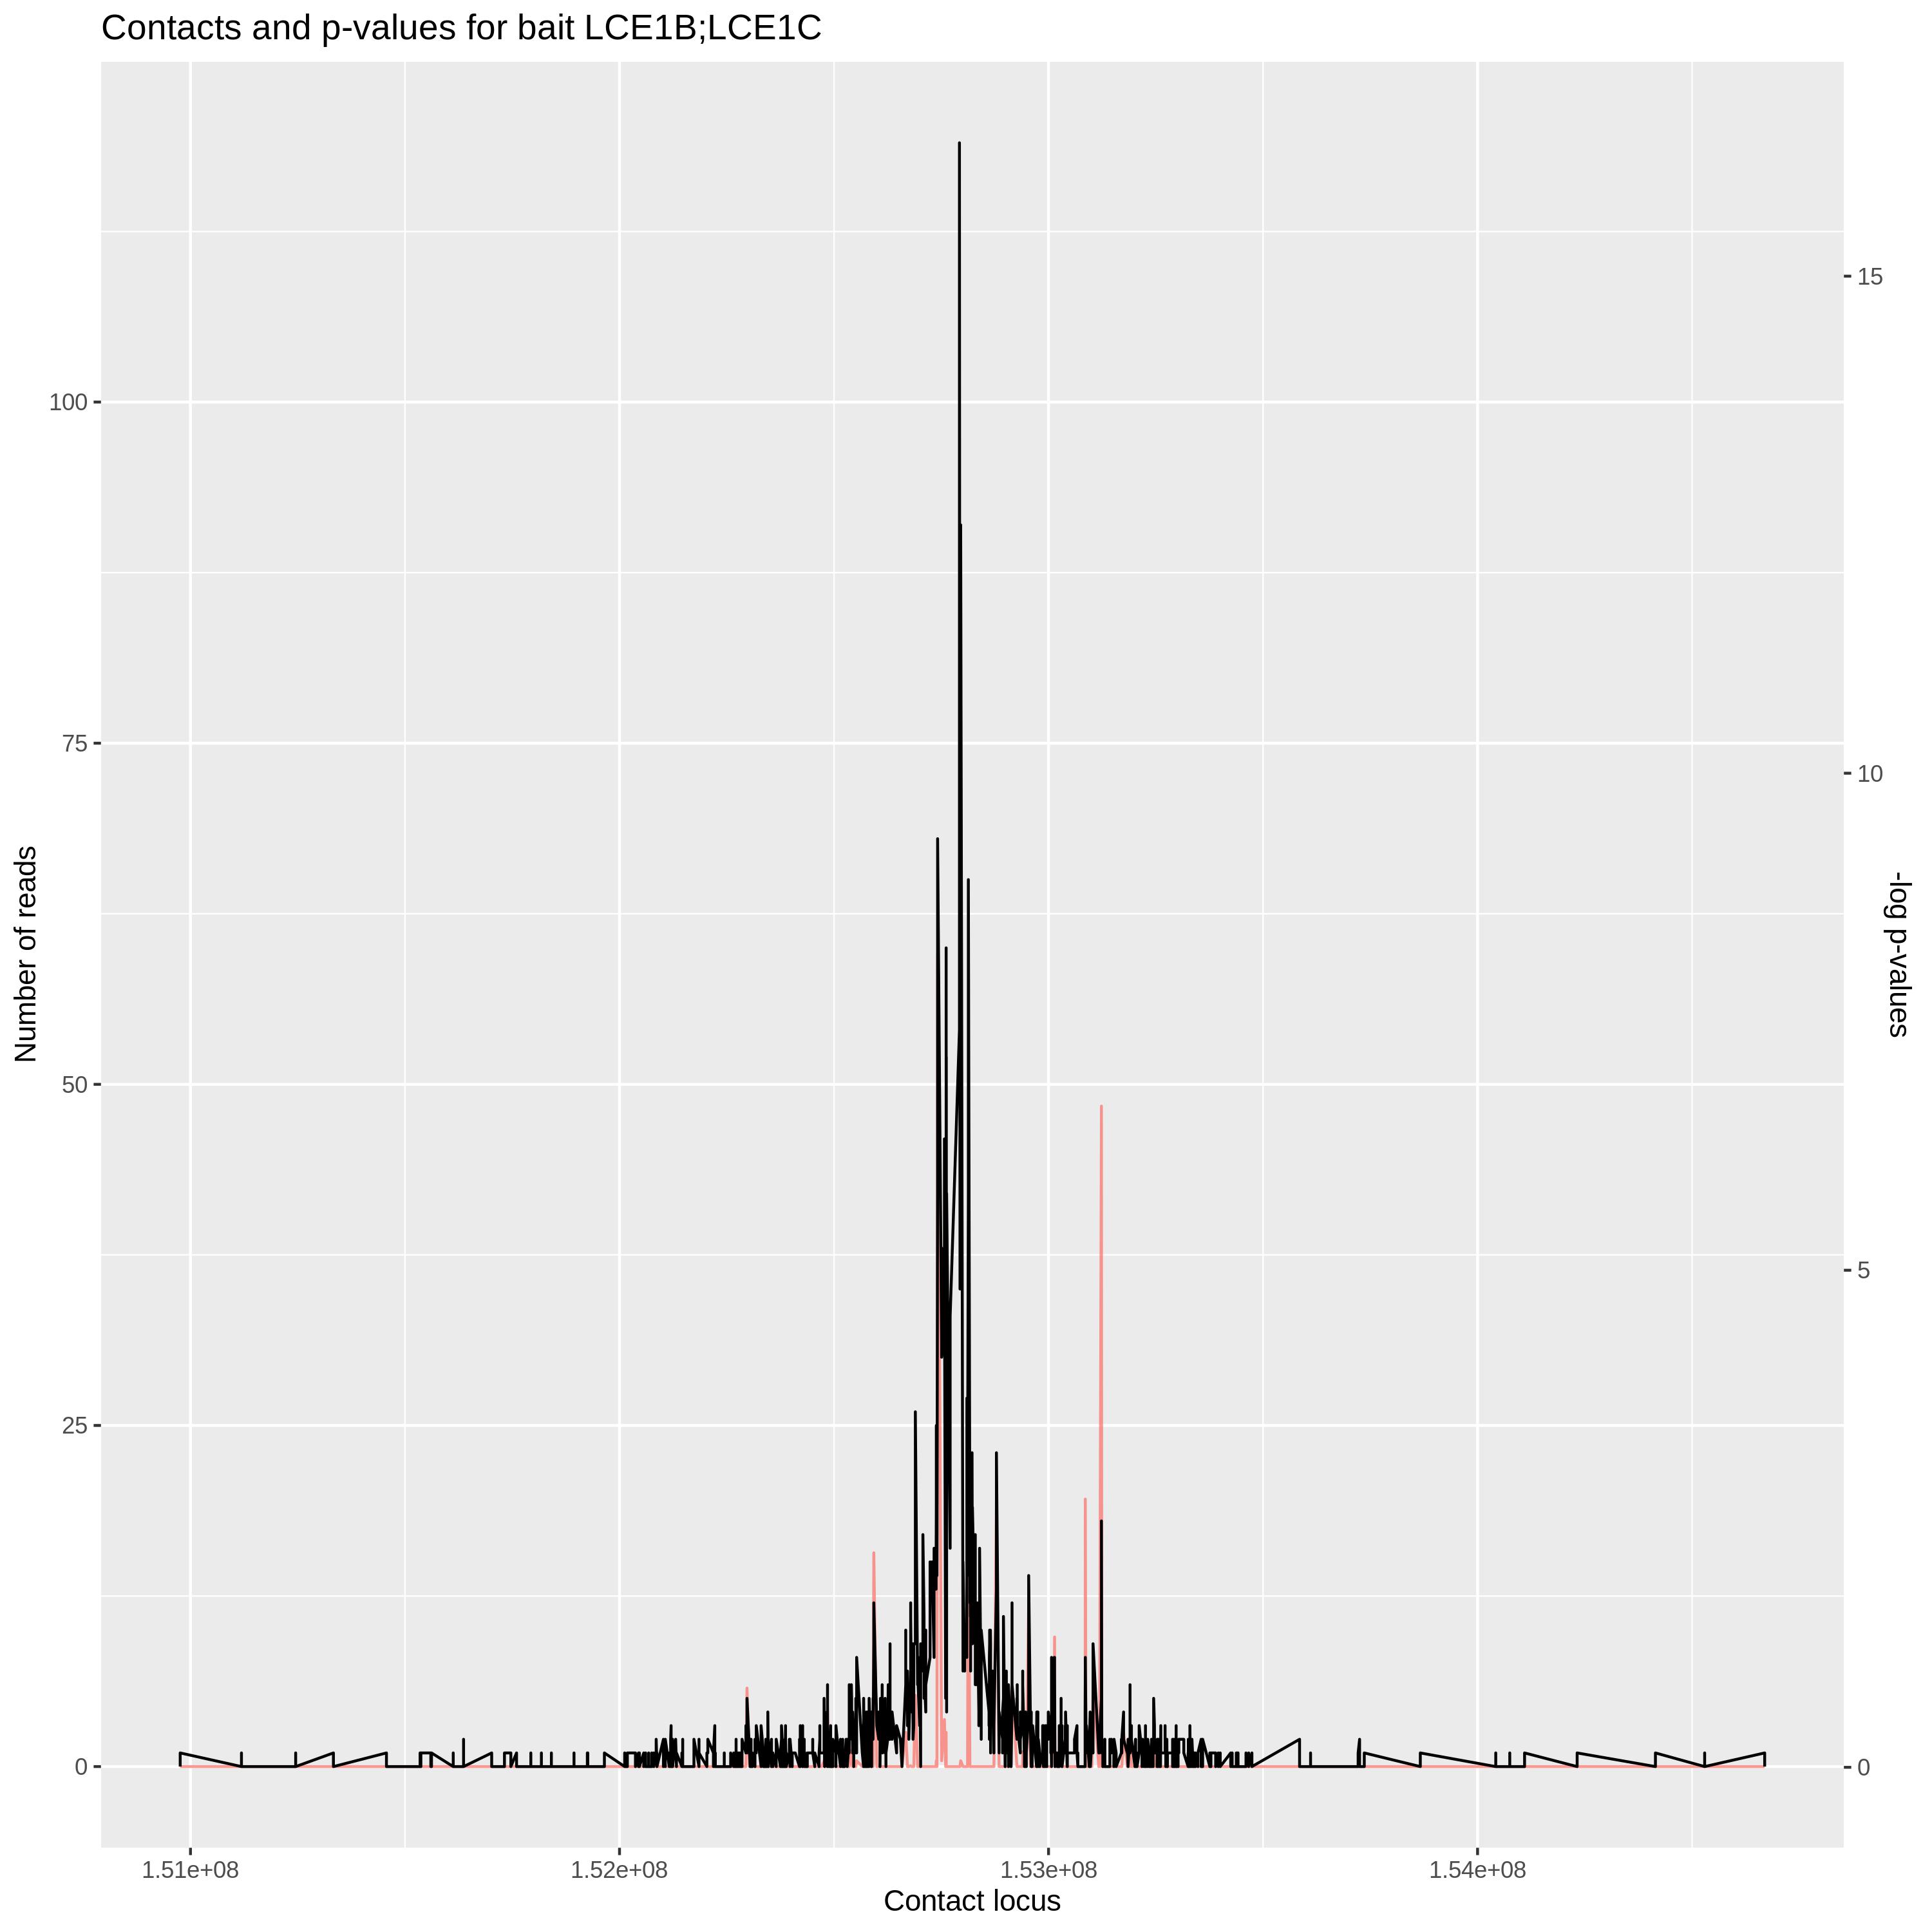 Contacts and p-values for bait LCE1B;LCE1C
Number of reads
100
75
50
25
0
15
10
5
0
-log p-values
1.51e+08
1.52e+08
1.53e+08
1.54e+08
Contact locus